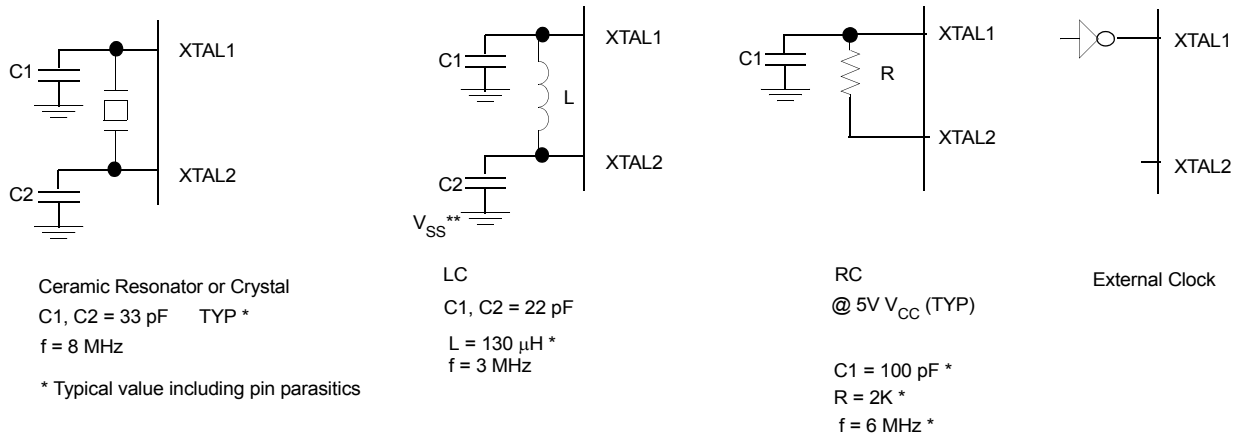 XTAL1
C1
XTAL2
C2
Ceramic Resonator or Crystal
C1, C2 = 33 pF TYP *
f = 8 MHz
* Typical value including pin parasitics
XTAL1
C1
L
XTAL2
C2
VSS**
LC
C1, C2 = 22 pF
L = 130 μH *
f = 3 MHz
XTAL1
C1
R
XTAL2
RC
@ 5V VCC (TYP)
C1 = 100 pF *
R = 2K *
f = 6 MHz *
XTAL1
XTAL2
External Clock